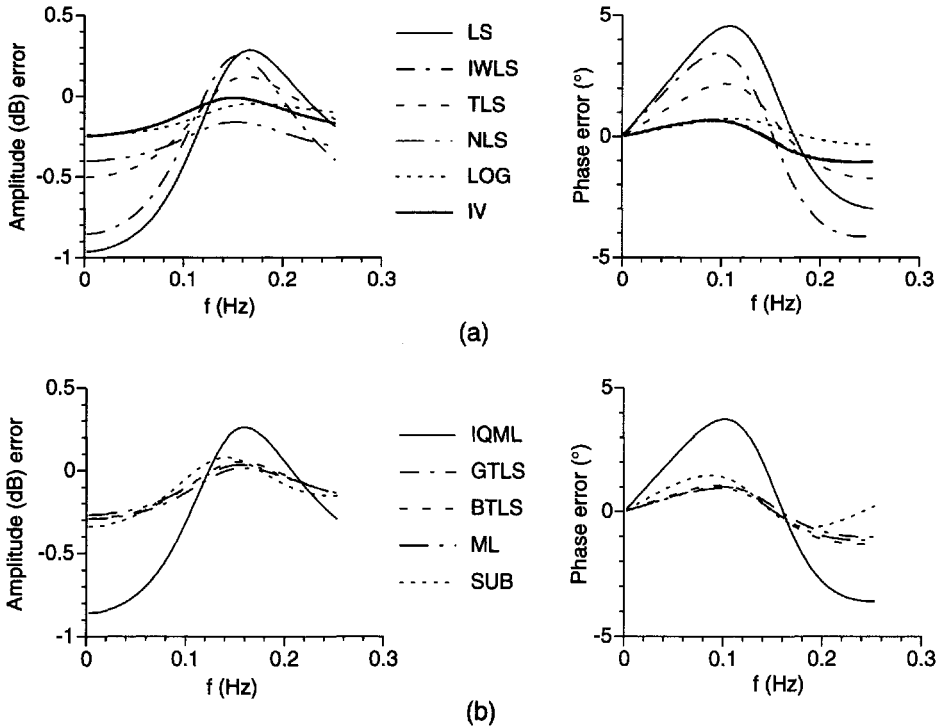 0.5
0
-0.5
-1
Amplitude (dB) error
0
0.1
0.2
0.3
f (Hz)
LS
IWLS
TLS
NLS
LOG
IV
5
0
-5
Phase error (°)
0
0.1
0.2
0.3
f (Hz)
(a)
0.5
0
-0.5
-1
Amplitude (dB) error
0
0.1
0.2
0.3
f (Hz)
IQML
GTLS
BTLS
ML
SUB
5
0
-5
Phase error (°)
0
0.1
0.2
0.3
f (Hz)
(b)